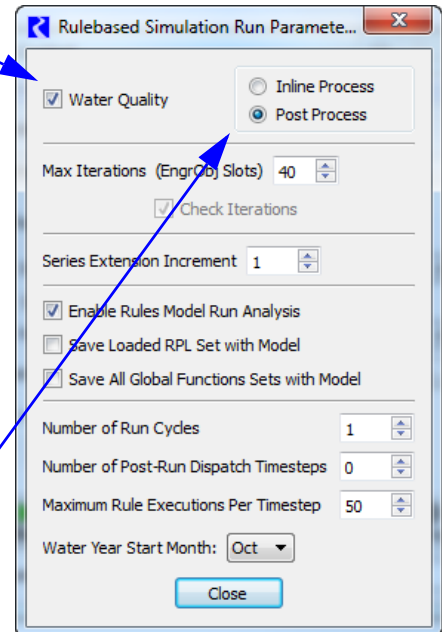 Rulebased Simulation Run Paramete...
Water Quality
Inline Process
Post Process
Max Iterations (EngrObj Slots) 40
Check Iterations
Series Extension Increment 1
Enable Rules Model Run Analysis
Save Loaded RPL Set with Model
Save All Global Functions Sets with Model
Number of Run Cycles 1
Number of Post-Run Dispatch Timesteps 0
Maximum Rule Executions Per Timestep 50
Water Year Start Month: Oct
Close